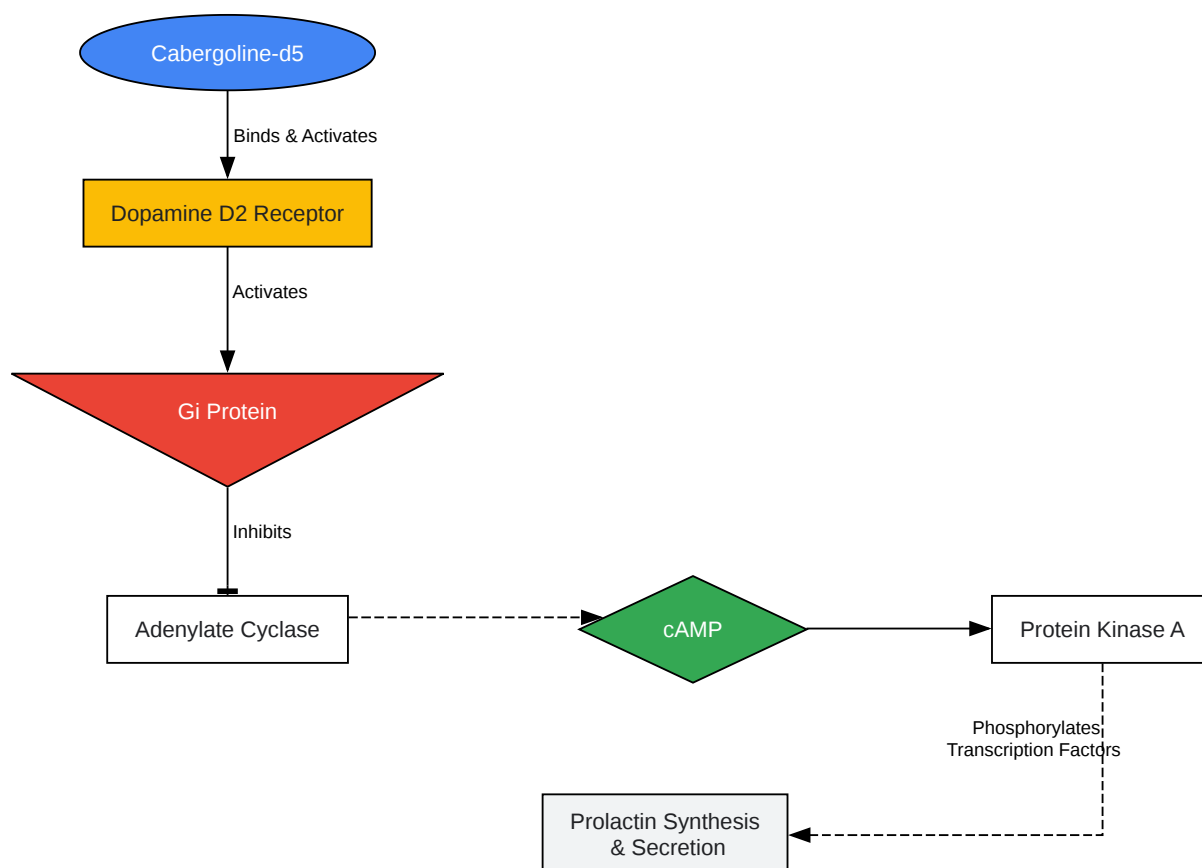 Cabergoline-d5
Binds & Activates
Dopamine D2 Receptor
Activates
Gi Protein
Inhibits
Adenylate Cyclase
cAMP
Protein Kinase A
Phosphorylates
Transcription Factors
Prolactin Synthesis
& Secretion